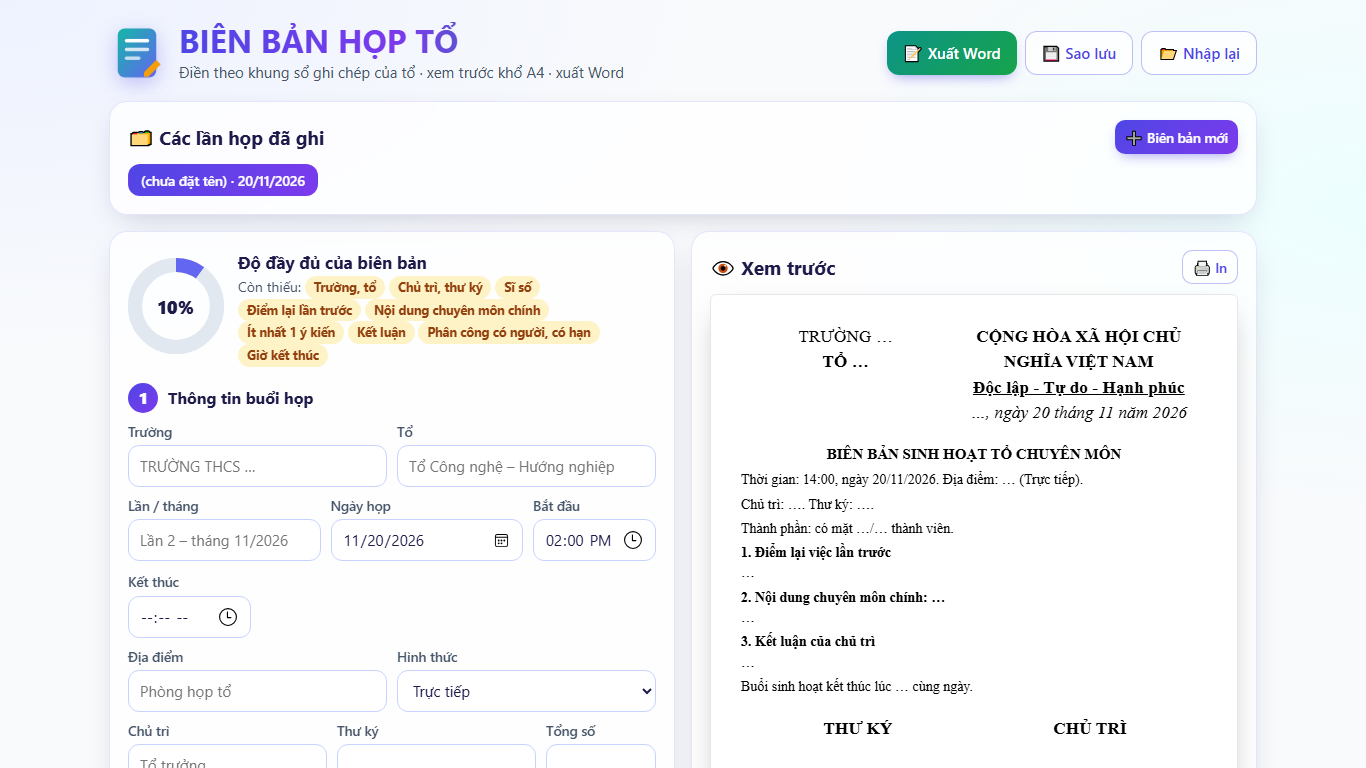 BIÊN BẢN HỌP TỔ
Điền theo khung sổ ghi chép của tổ · xem trước khổ A4 · xuất Word
Xuất Word
Sao lưu
Nhập lại
Các lần họp đã ghi
Biên bản mới
(chưa đặt tên) · 20/11/2026
10%
Độ đầy đủ của biên bản
Còn thiếu: Trường, tổ Chủ trì, thư ký Sĩ số
Điểm lại lần trước Nội dung chuyên môn chính
Ít nhất 1 ý kiến Kết luận Phân công có người, có hạn
Giờ kết thúc
1 Thông tin buổi họp
Trường Tổ
TRƯỜNG THCS ... Tổ Công nghệ – Hướng nghiệp
Lần / tháng Ngày họp Bắt đầu
Lần 2 – tháng 11/2026 11/20/2026 02:00 PM
Kết thúc
--:-- --
Địa điểm Hình thức
Phòng họp tổ Trực tiếp
Chủ trì Thư ký Tổng số
Tổ trưởng
Xem trước
In
TRƯỜNG …
TỔ …
CỘNG HÒA XÃ HỘI CHỦ
NGHĨA VIỆT NAM
Độc lập - Tự do - Hạnh phúc
…, ngày 20 tháng 11 năm 2026
BIÊN BẢN SINH HOẠT TỔ CHUYÊN MÔN
Thời gian: 14:00, ngày 20/11/2026. Địa điểm: … (Trực tiếp).
Chủ trì: …. Thư ký: ….
Thành phần: có mặt …/… thành viên.
1. Điểm lại việc lần trước
…
2. Nội dung chuyên môn chính: …
…
3. Kết luận của chủ trì
…
Buổi sinh hoạt kết thúc lúc … cùng ngày.
THƯ KÝ CHỦ TRÌ